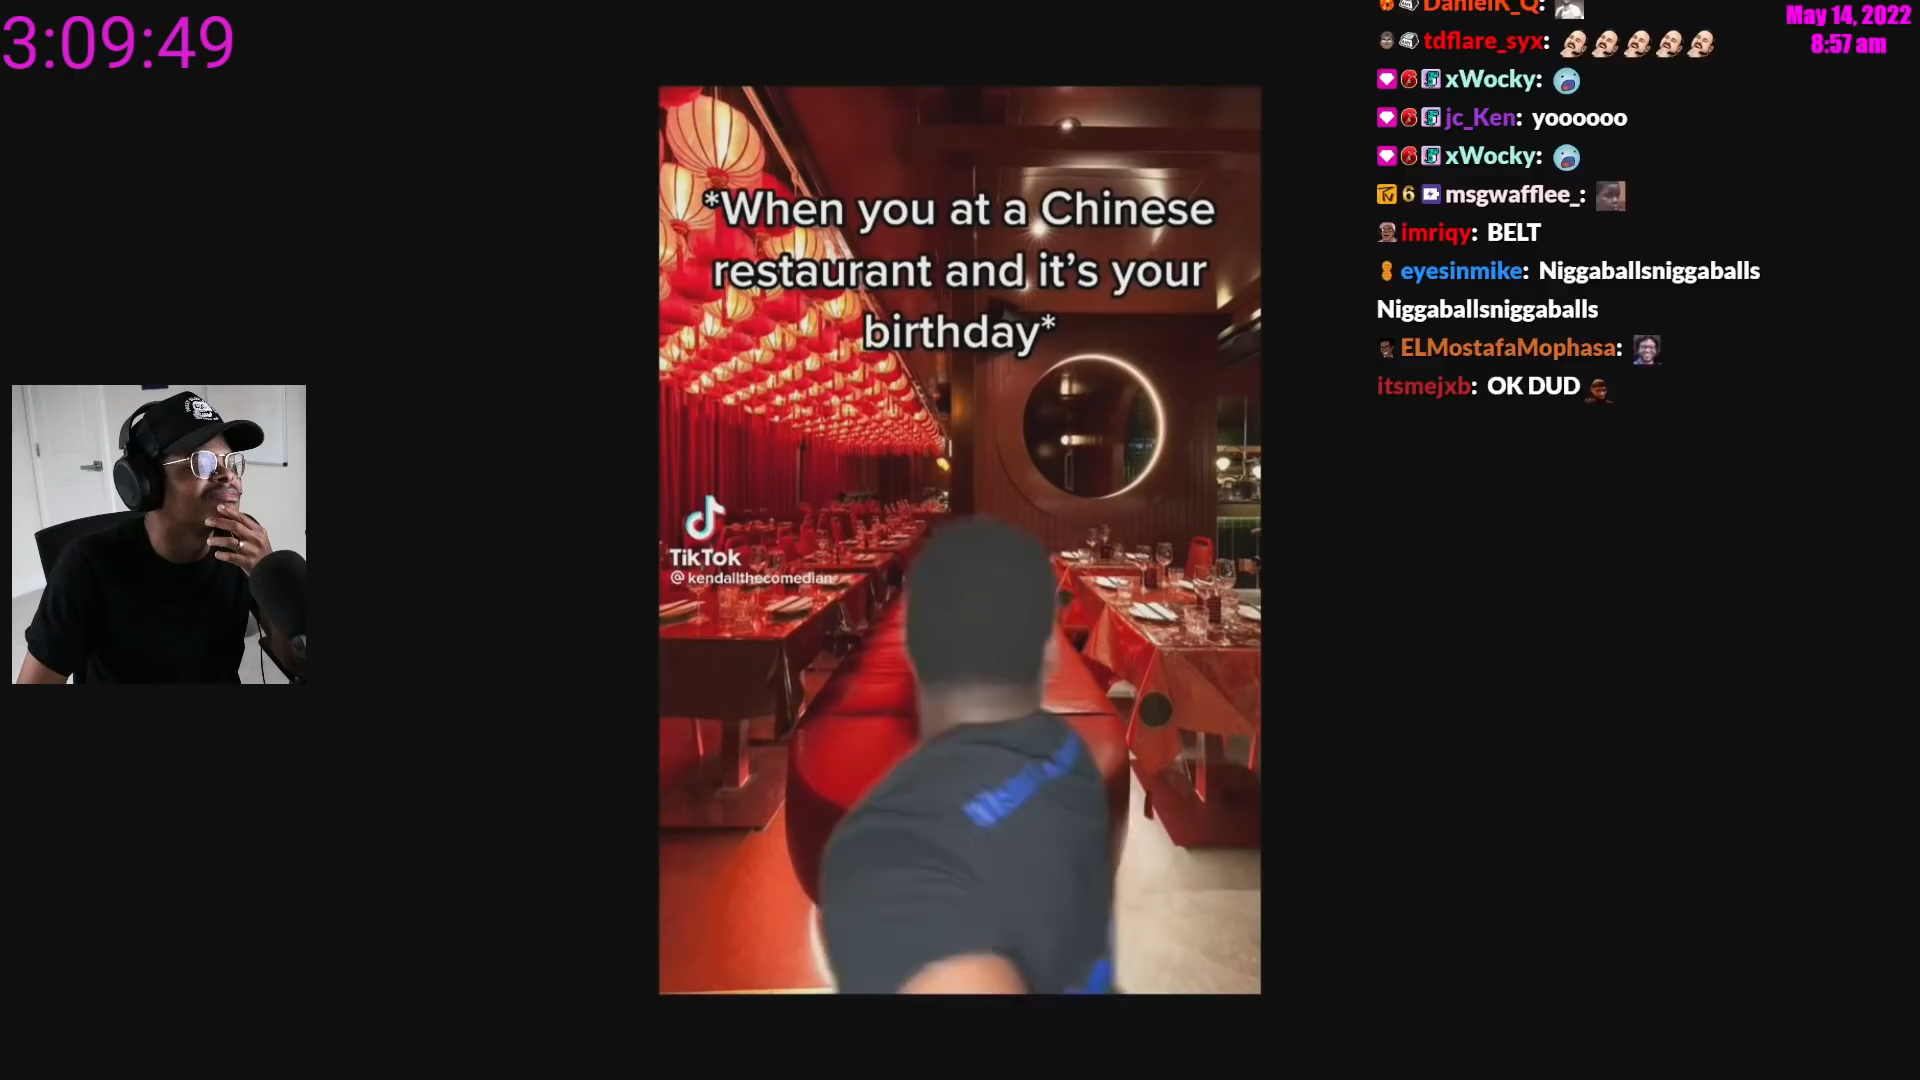 3:09:49
May 14, 2022
8:57 am
*When you at a Chinese
restaurant and it's your
birthday*
TikTok
@kendallthecomedian
DanielK_Q:
tdflare_syx:
xWocky:
jc_Ken: yoooooo
xWocky:
6 msgwafflee_:
imriqy: BELT
eyesinmike: Niggaballsniggaballs
Niggaballsniggaballs
ELMostafaMophasa:
itsmejxb: OK DUD